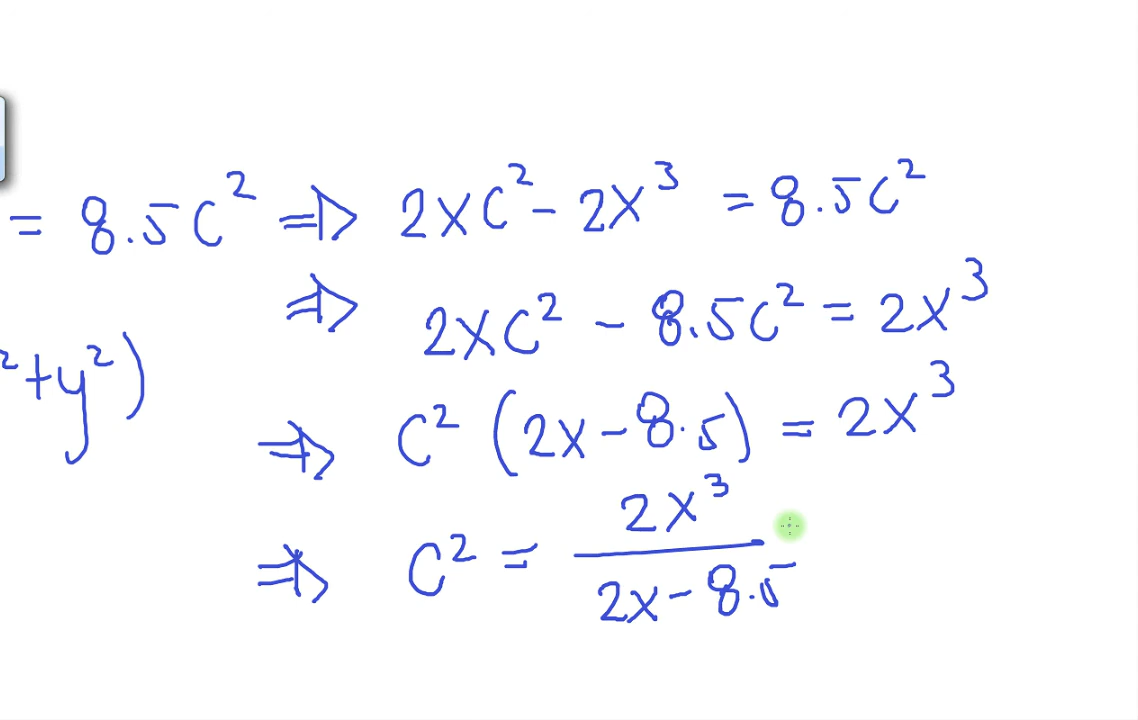 = 8.5C² ⇒ 2xC² - 2x³ = 8.5C²
⇒ 2xC² - 8.5C² = 2x³
² + y²)
⇒ C² (2x - 8.5) = 2x³
⇒ C² = 2x³ / 2x - 8.5